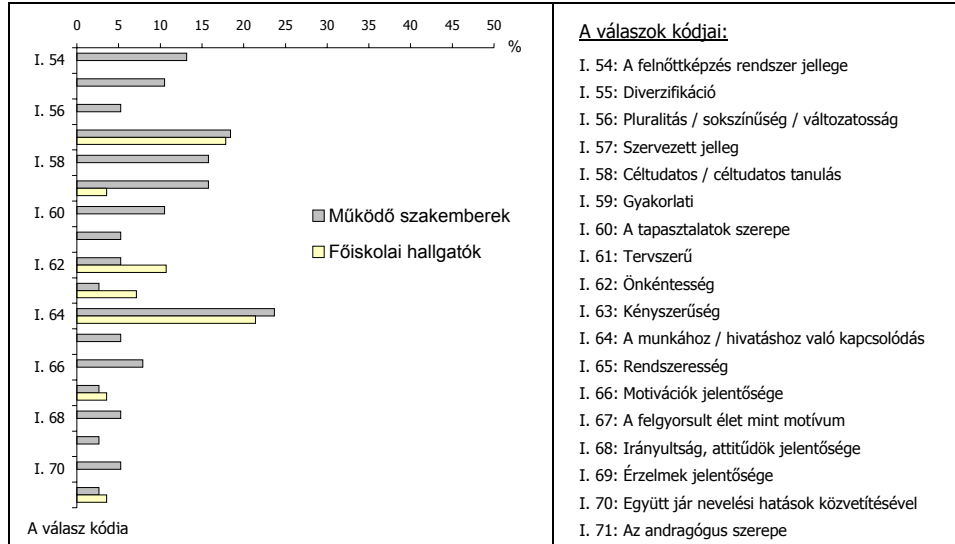 0 5 10 15 20 25 30 35 40 45 50
%
I. 54
I. 56
I. 58
I. 60
I. 62
I. 64
I. 66
I. 68
I. 70
Működő szakemberek
Főiskolai hallgatók
A válasz kódia
A válaszok kódjai:
I. 54: A felnőttképzés rendszer jellege
I. 55: Diverzifikáció
I. 56: Pluralitás / sokszínűség / változatosság
I. 57: Szervezett jelleg
I. 58: Céltudatos / céltudatos tanulás
I. 59: Gyakorlati
I. 60: A tapasztalatok szerepe
I. 61: Tervszerű
I. 62: Önkéntesség
I. 63: Kényszerűség
I. 64: A munkához / hivatáshoz való kapcsolódás
I. 65: Rendszeresség
I. 66: Motivációk jelentősége
I. 67: A felgyorsult élet mint motívum
I. 68: Irányultság, attitűdök jelentősége
I. 69: Érzelmek jelentősége
I. 70: Együtt jár nevelési hatások közvetítésével
I. 71: Az andragógus szerepe